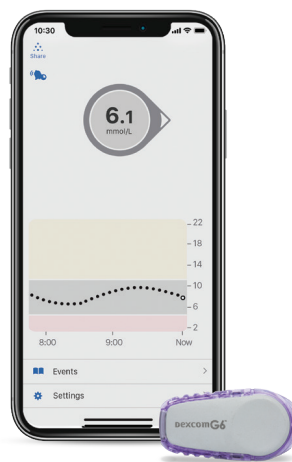 10:30
Share
6.1
mmol/L
22
18
14
10
6
2
8:00 9:00 Now
Events
Settings
Dexcom G6